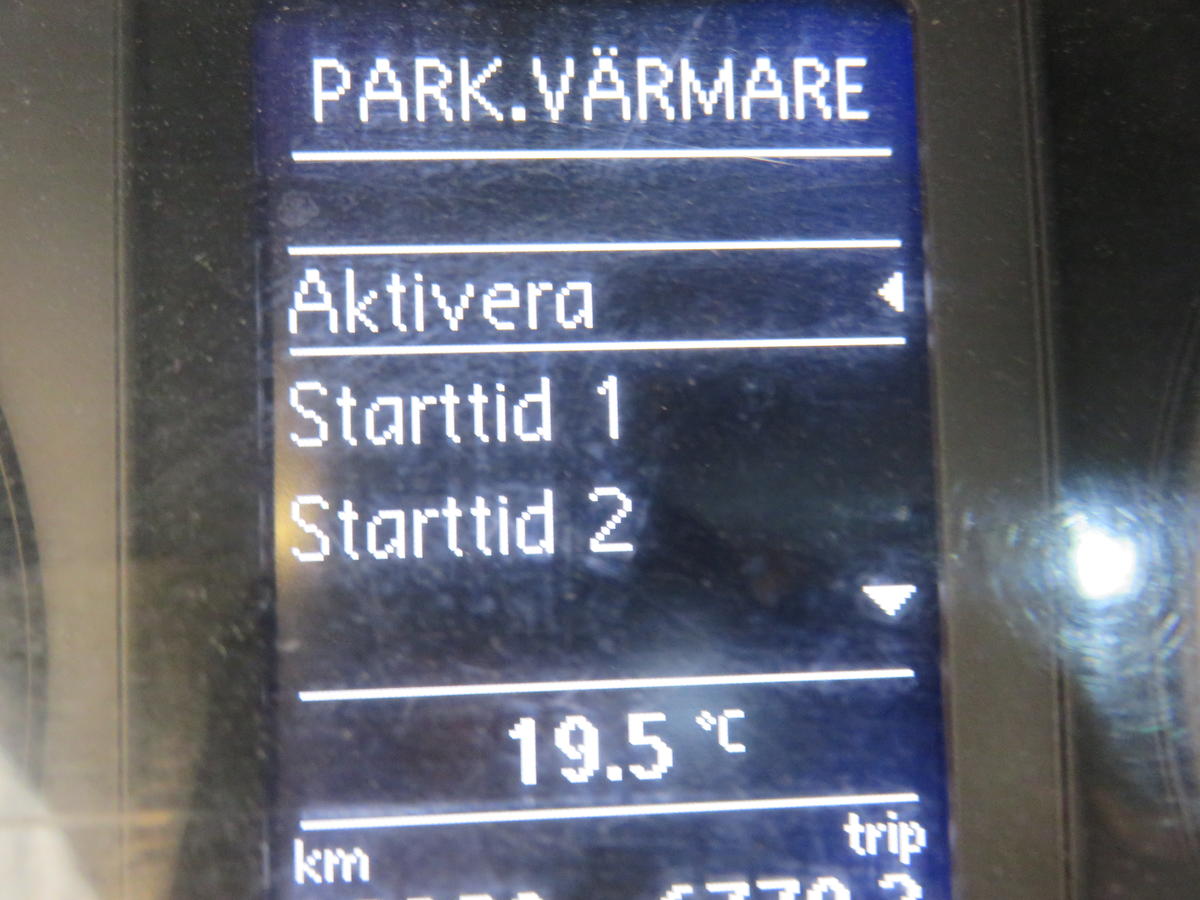 PARK.VÄRMARE
Aktivera
Starttid 1
Starttid 2
19.5 °C
km trip